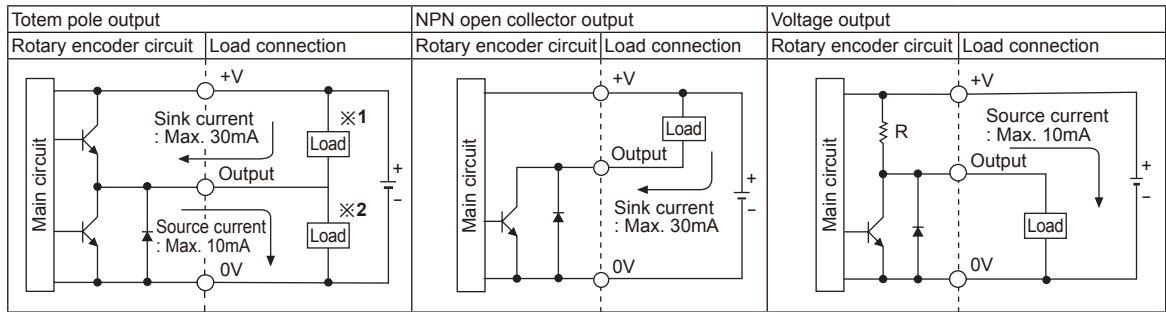 Totem pole output
Rotary encoder circuit
Load connection
Main circuit
+V
Sink current
: Max. 30mA
※1
Load
Output
※2
Load
Source current
: Max. 10mA
0V
+
−
NPN open collector output
Rotary encoder circuit
Load connection
Main circuit
+V
Load
Output
Sink current
: Max. 30mA
0V
+
−
Voltage output
Rotary encoder circuit
Load connection
Main circuit
+V
R
Source current
: Max. 10mA
Output
Load
0V
+
−